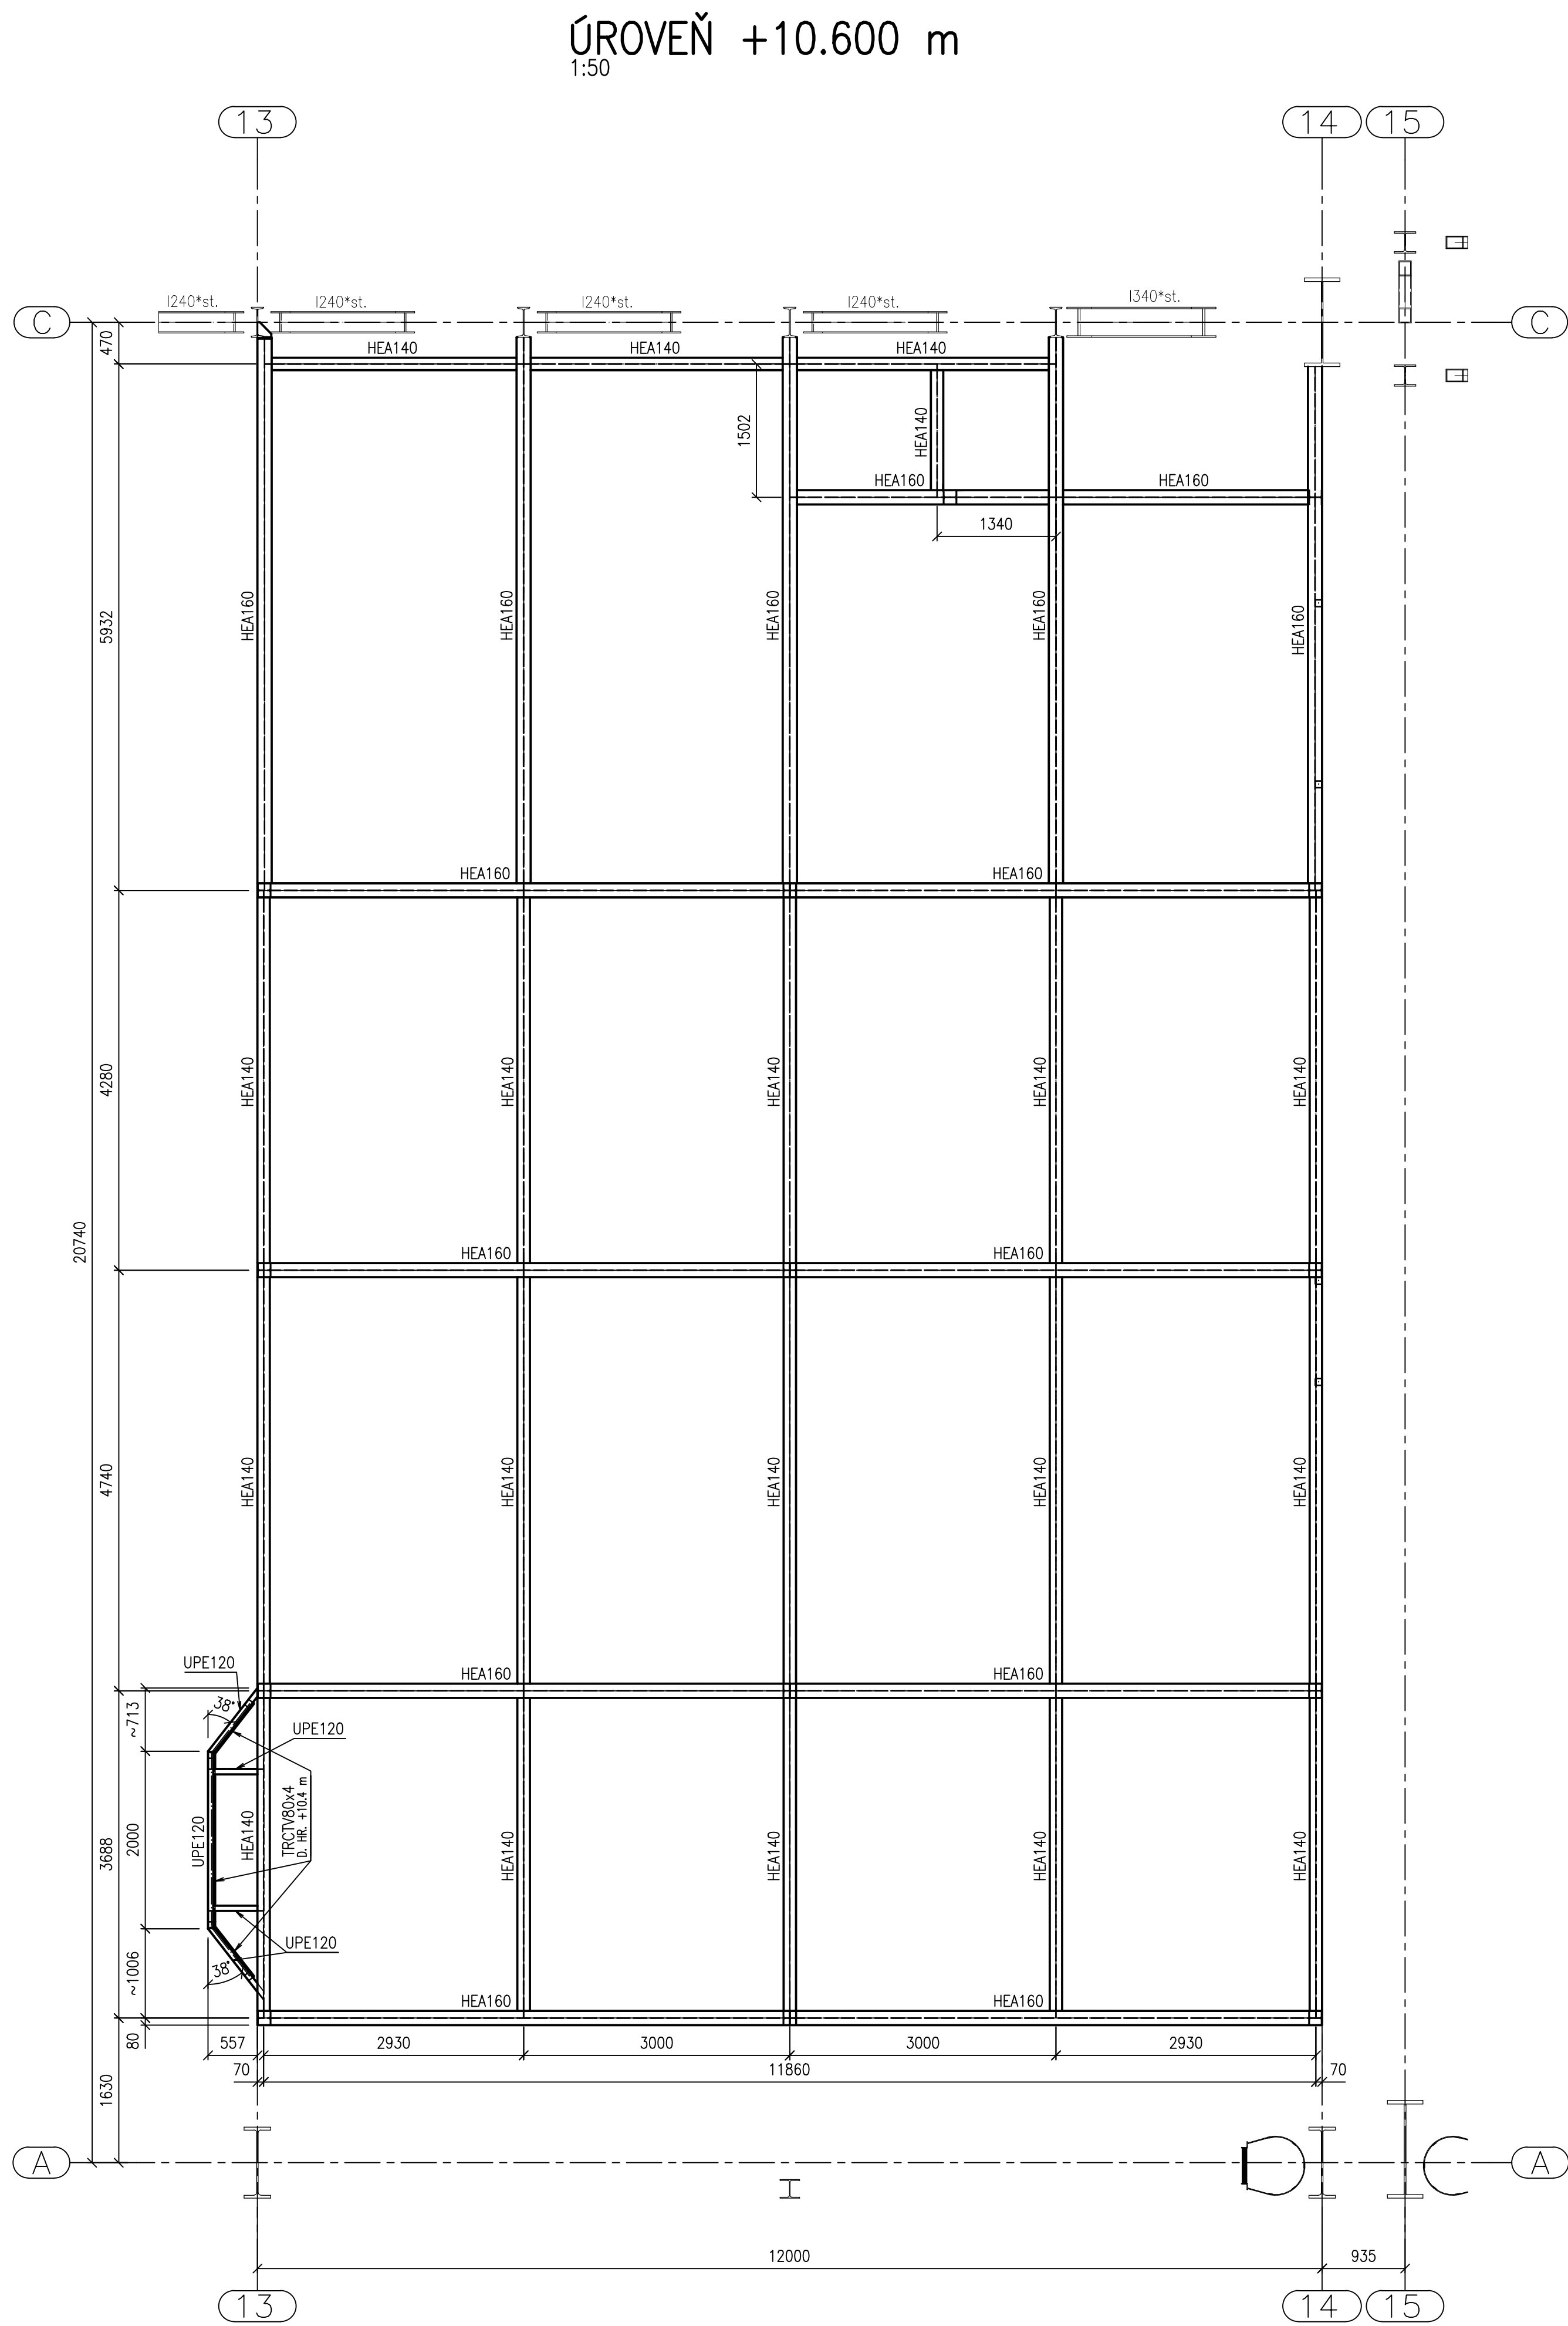 ÚROVEŇ +10.600 m
1:50
13
14
15
I240*st.
I240*st.
I240*st.
I240*st.
I340*st.
C
C
470
HEA140
HEA140
HEA140
1502
HEA140
HEA160
HEA160
1340
5932
HEA160
HEA160
HEA160
HEA160
HEA160
HEA160
HEA160
4280
HEA140
HEA140
HEA140
HEA140
HEA140
20740
HEA160
HEA160
4740
HEA140
HEA140
HEA140
HEA140
HEA140
UPE120
HEA160
HEA160
38°
~713
UPE120
TRCTV80x4
D. HR. +10.4 m
3688
2000
UPE120
HEA140
HEA140
HEA140
HEA140
HEA140
UPE120
~1006
38°
HEA160
HEA160
80
557
2930
3000
3000
2930
70
11860
70
1630
A
A
12000
935
13
14
15